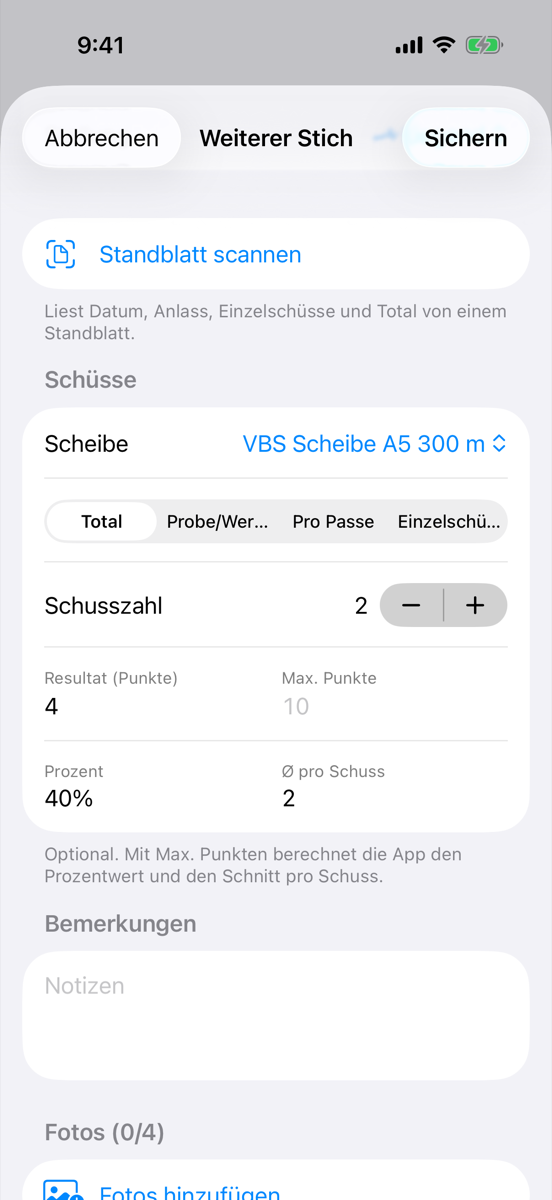 9:41
Abbrechen
Weiterer Stich
Sichern
Standblatt scannen
Liest Datum, Anlass, Einzelschüsse und Total von einem
Standblatt.
Schüsse
Scheibe
VBS Scheibe A5 300 m
Total
Probe/Wer...
Pro Passe
Einzelschü...
Schusszahl
2
Resultat (Punkte)
Max. Punkte
4
10
Prozent
Ø pro Schuss
40%
2
Optional. Mit Max. Punkten berechnet die App den
Prozentwert und den Schnitt pro Schuss.
Bemerkungen
Notizen
Fotos (0/4)
Fotos hinzufügen